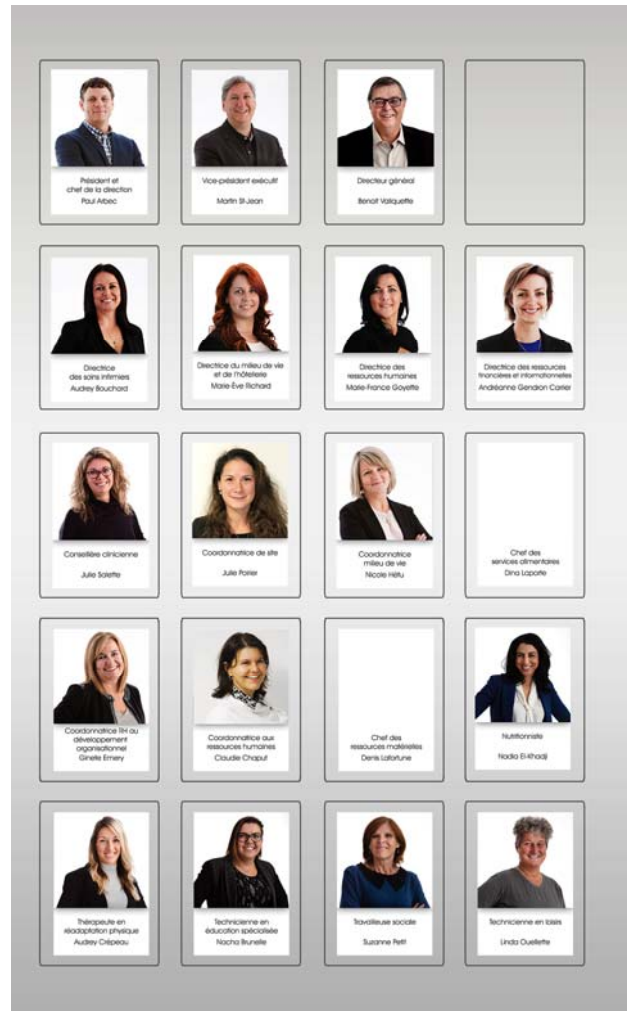 Président et
chef de la direction
Paul Arbec
Vice-président exécutif
Martin St-Jean
Directeur général
Benoit Valiquette
Directrice
des soins infirmiers
Audrey Bouchard
Directrice du milieu de vie
et de l'hôtellerie
Marie-Ève Richard
Directrice des
ressources humaines
Marie-France Goyette
Directrice des ressources
financières et informationnelles
Andréanne Gendron Carrier
Conseillère clinicienne
Julie Salette
Coordonnatrice de site
Julie Poirier
Coordonnatrice
milieu de vie
Nicole Hétu
Chef des
services alimentaires
Dina Laporte
Coordonnatrice RH au
développement
organisationnel
Ginette Emery
Coordonnatrice aux
ressources humaines
Claudie Chaput
Chef des
ressources matérielles
Denis Lafortune
Nutritionniste
Nadia El-Khadji
Thérapeute en
réadaptation physique
Audrey Crépeau
Technicienne en
éducation spécialisée
Nacha Brunelle
Travailleuse sociale
Suzanne Petit
Technicienne en loisirs
Linda Ouellette